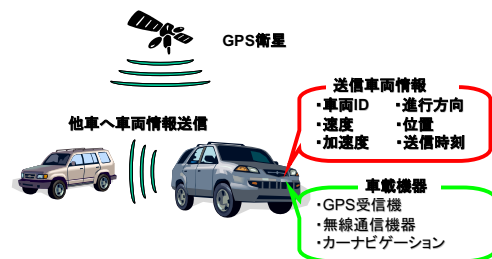 GPS衛星
送信車両情報
・車両ID ・進行方向
・速度 ・位置
・加速度 ・送信時刻
他車へ車両情報送信
車載機器
・GPS受信機
・無線通信機器
・カーナビゲーション